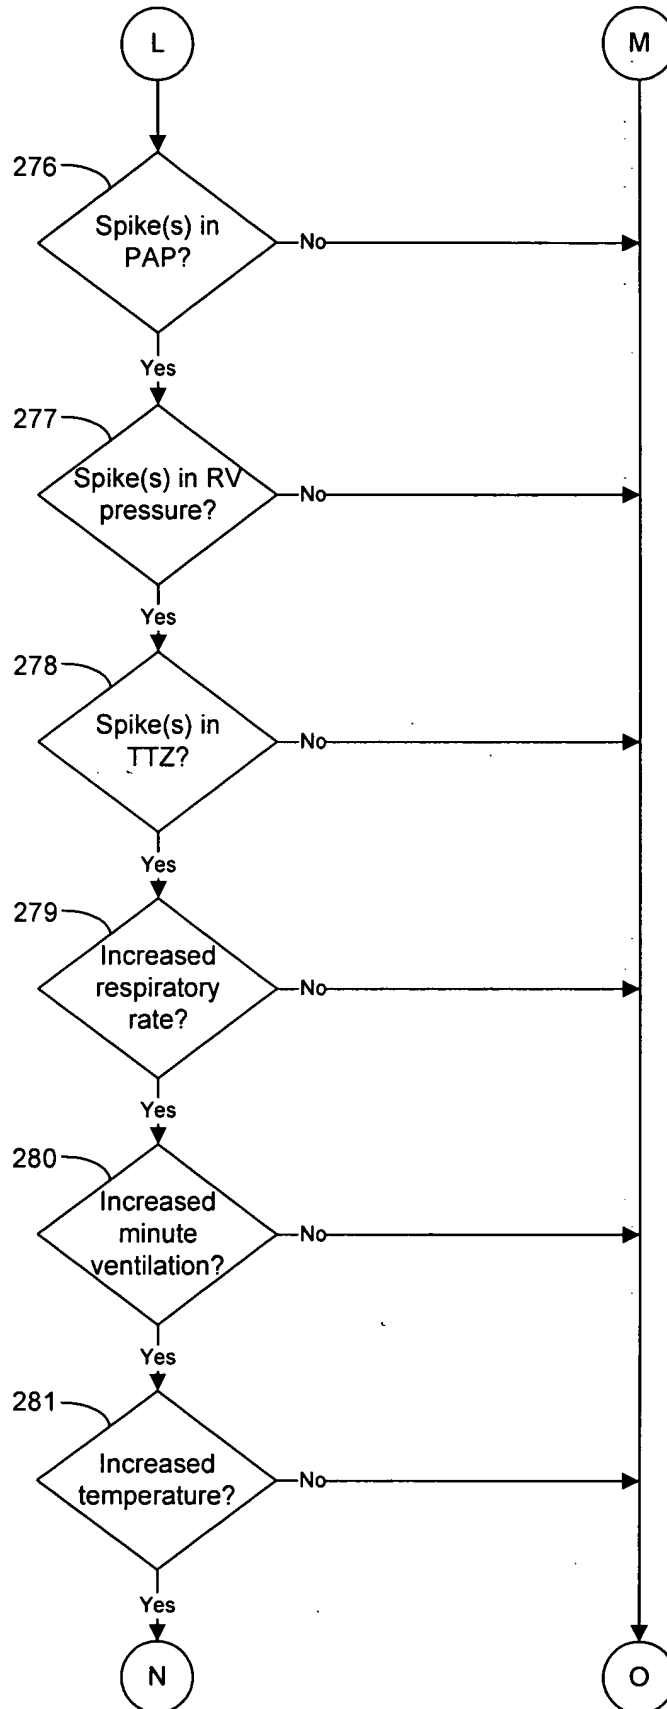 L
M
276
Spike(s) in
PAP?
No
Yes
277
Spike(s) in RV
pressure?
No
Yes
278
Spike(s) in
TTZ?
No
Yes
279
Increased
respiratory
rate?
No
Yes
280
Increased
minute
ventilation?
No
Yes
281
Increased
temperature?
No
Yes
N
O